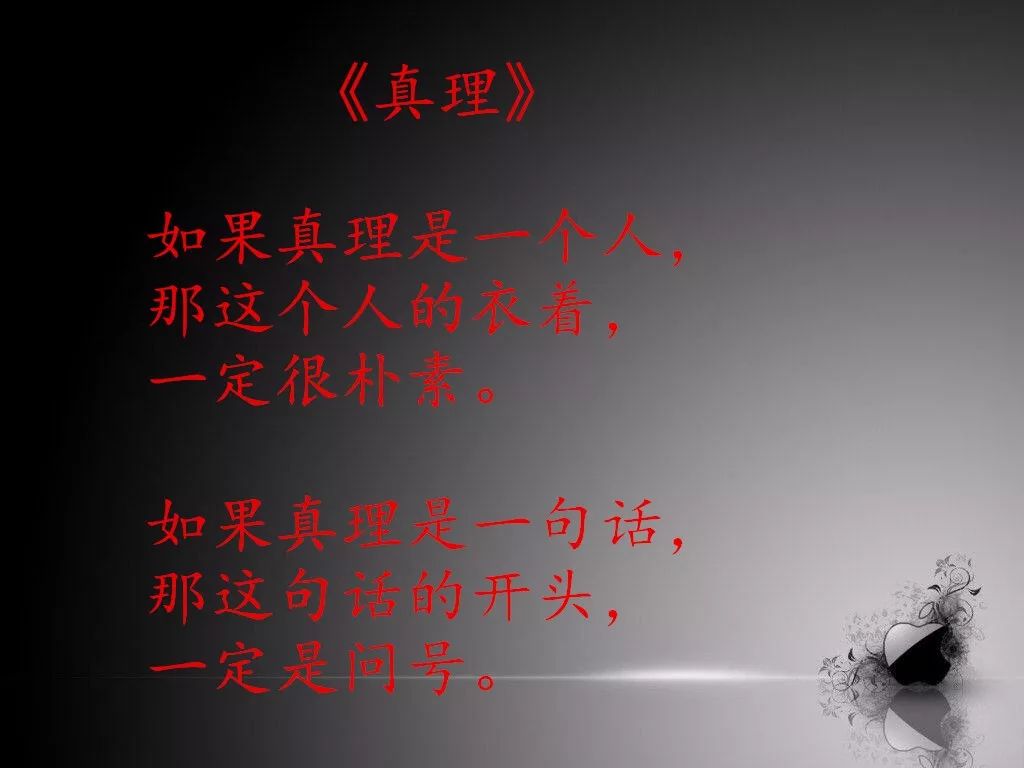 《真理》
如果真理是一个人，
那这个人的衣着，
一定很朴素。
如果真理是一句话，
那这句话的开头，
一定是问号。